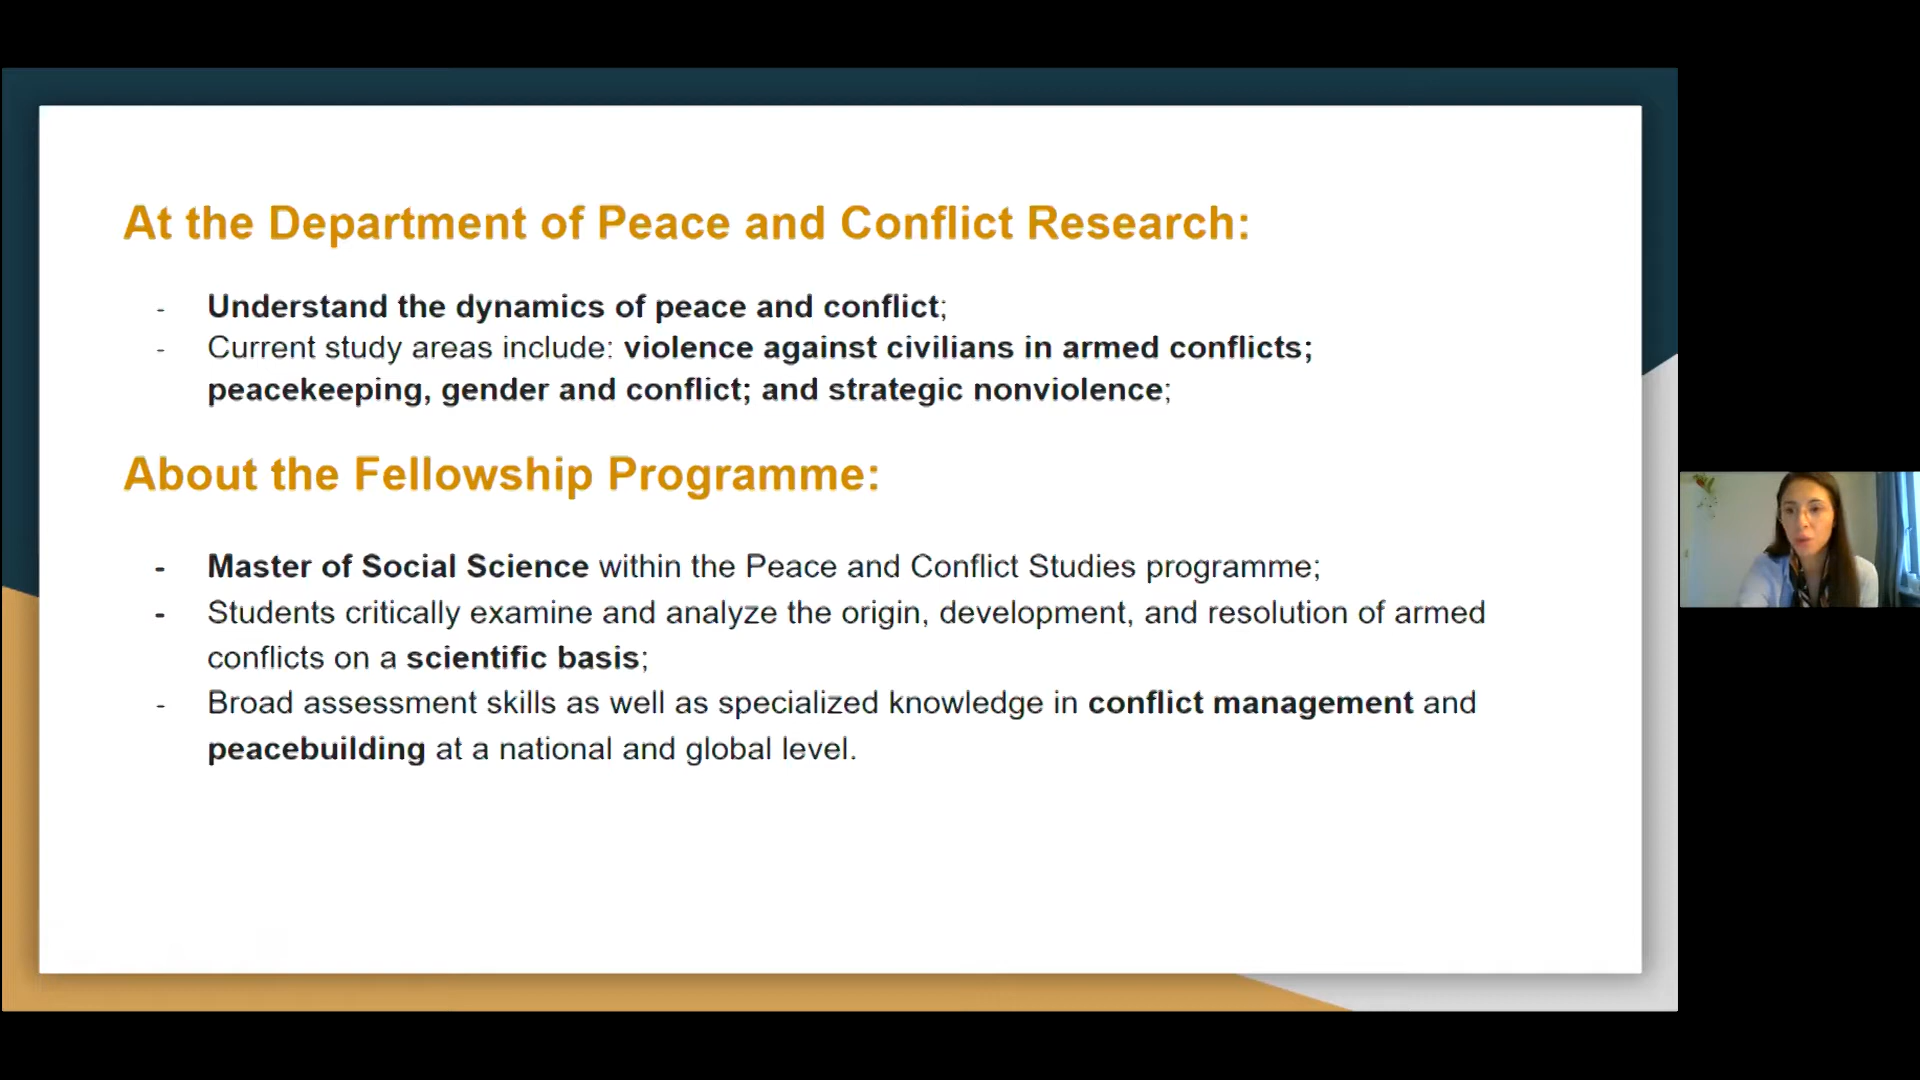 At the Department of Peace and Conflict Research:
- Understand the dynamics of peace and conflict;
- Current study areas include: violence against civilians in armed conflicts;
peacekeeping, gender and conflict; and strategic nonviolence;
About the Fellowship Programme:
- Master of Social Science within the Peace and Conflict Studies programme;
- Students critically examine and analyze the origin, development, and resolution of armed
conflicts on a scientific basis;
- Broad assessment skills as well as specialized knowledge in conflict management and
peacebuilding at a national and global level.